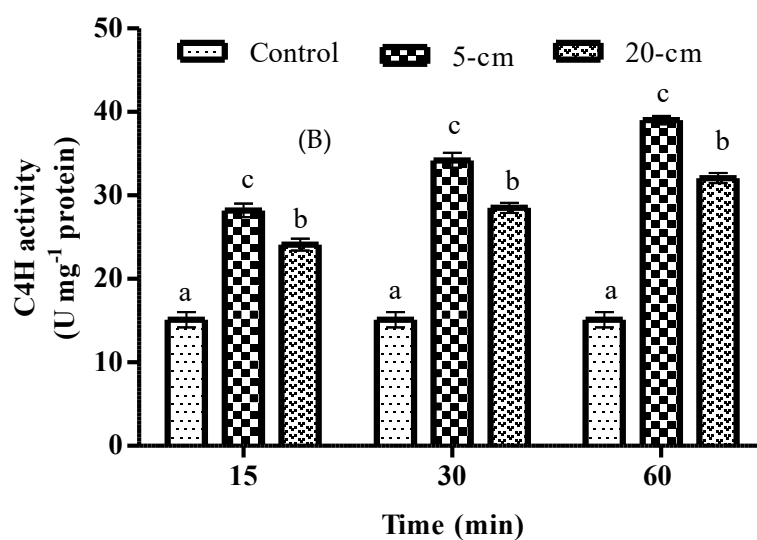 50
Control 5-cm 20-cm
40
c
c
(B)
30
c
b
b
b
20
a
a
a
10
0
15 30 60
Time (min)
C4H activity
(U mg⁻¹ protein)